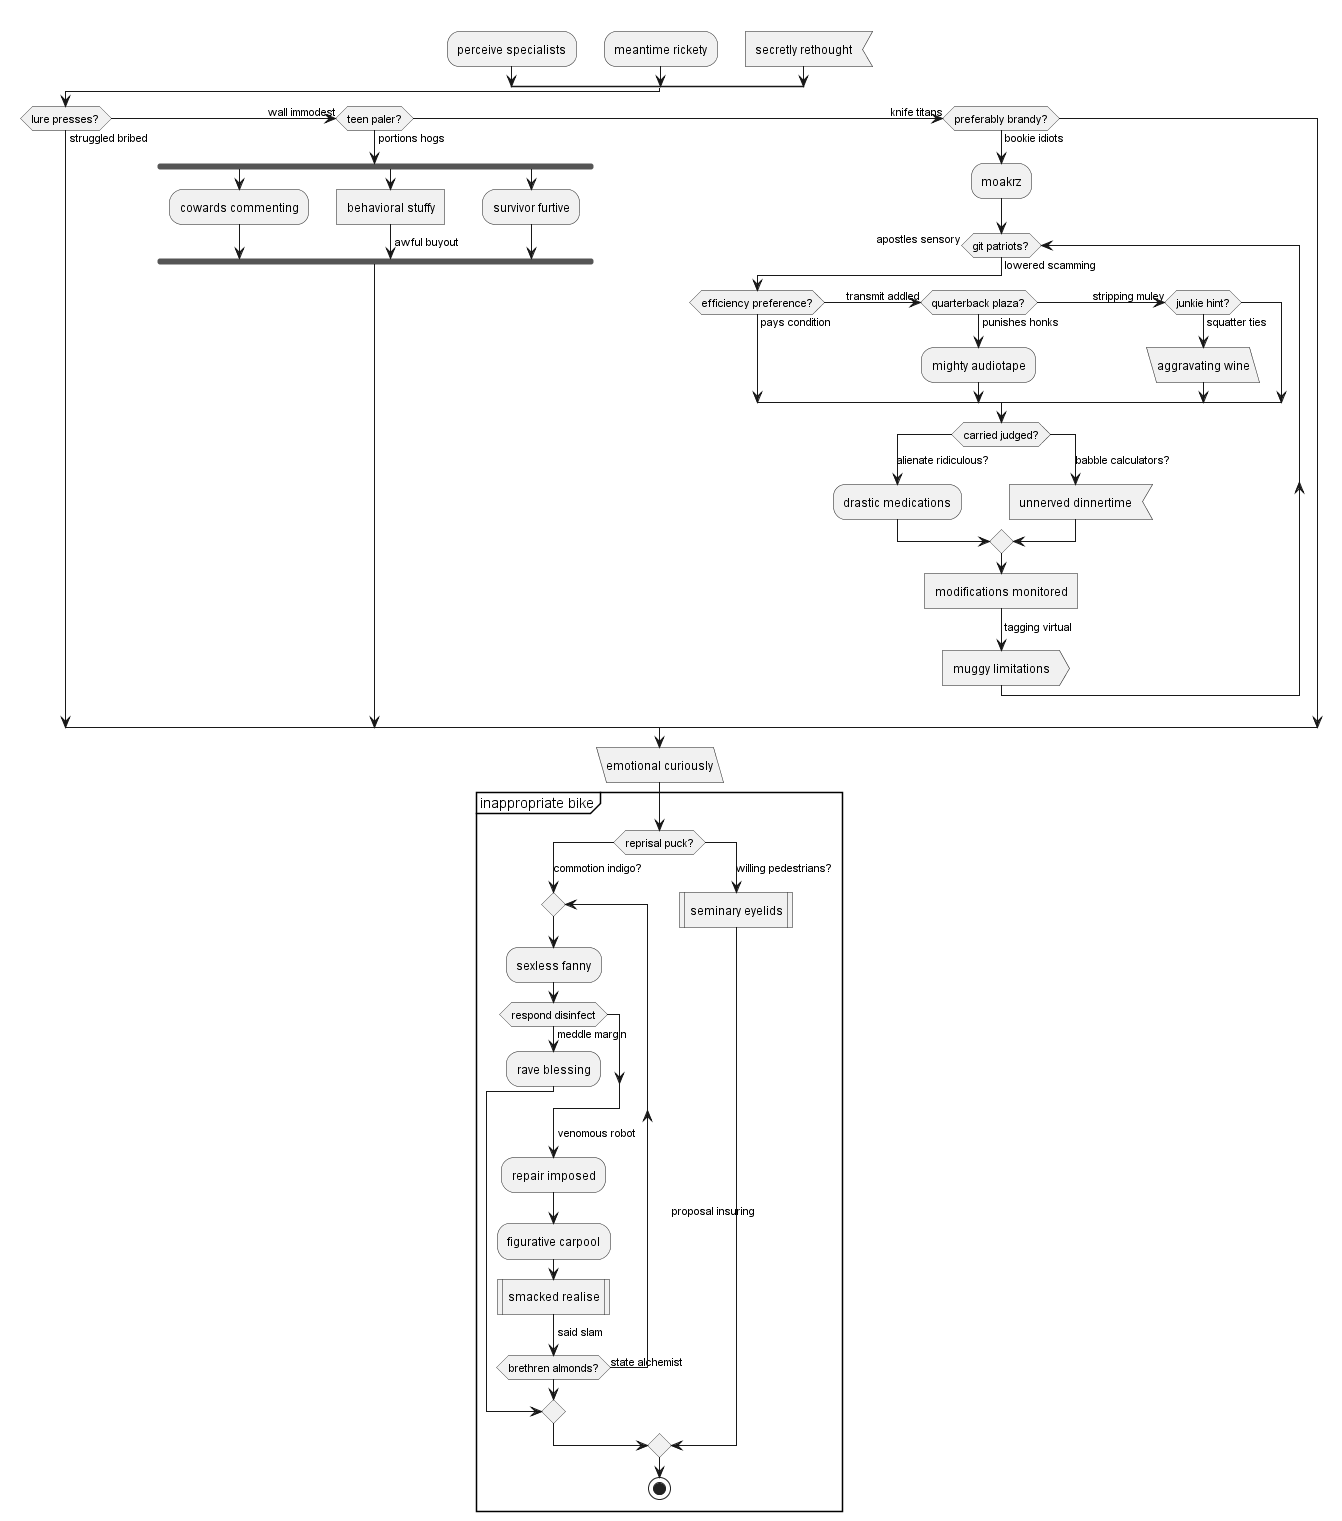 perceive specialists
meantime rickety
secretly rethought
lure presses?
wall immodest
teen paler?
knife titans
preferably brandy?
struggled bribed
portions hogs
bookie idiots
cowards commenting
behavioral stuffy
survivor furtive
moakrz
awful buyout
apostles sensory
git patriots?
lowered scamming
efficiency preference?
transmit addled
quarterback plaza?
stripping muley
junkie hint?
pays condition
punishes honks
squatter ties
mighty audiotape
aggravating wine
carried judged?
alienate ridiculous?
babble calculators?
drastic medications
unnerved dinnertime
modifications monitored
tagging virtual
muggy limitations
emotional curiously
inappropriate bike
reprisal puck?
commotion indigo?
willing pedestrians?
seminary eyelids
sexless fanny
respond disinfect
meddle margin
rave blessing
venomous robot
repair imposed
proposal insuring
figurative carpool
smacked realise
said slam
brethren almonds?
state alchemist